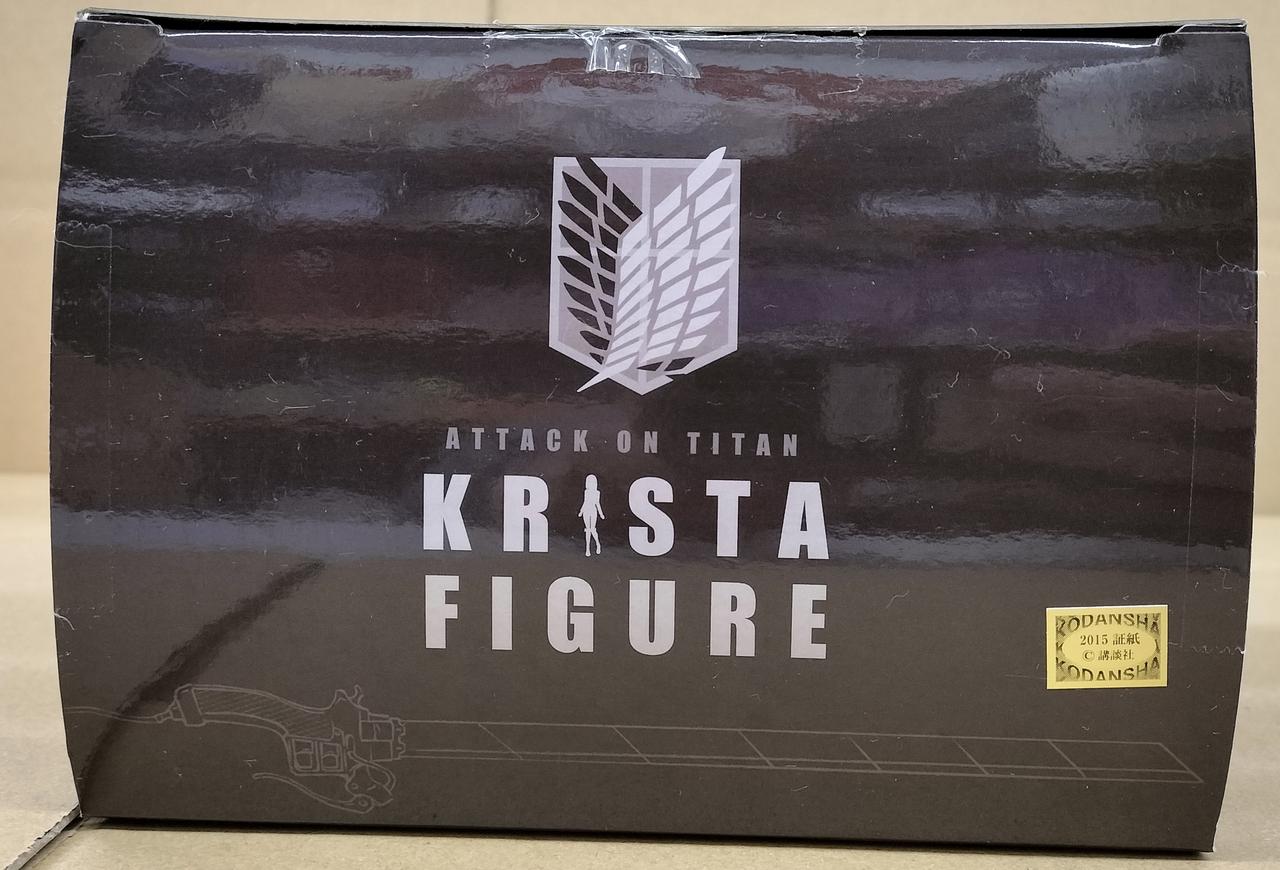 ATTACK ON TITAN
KRISTA
FIGURE
KODANSHA
2015 証紙
© 講談社
KODANSHA